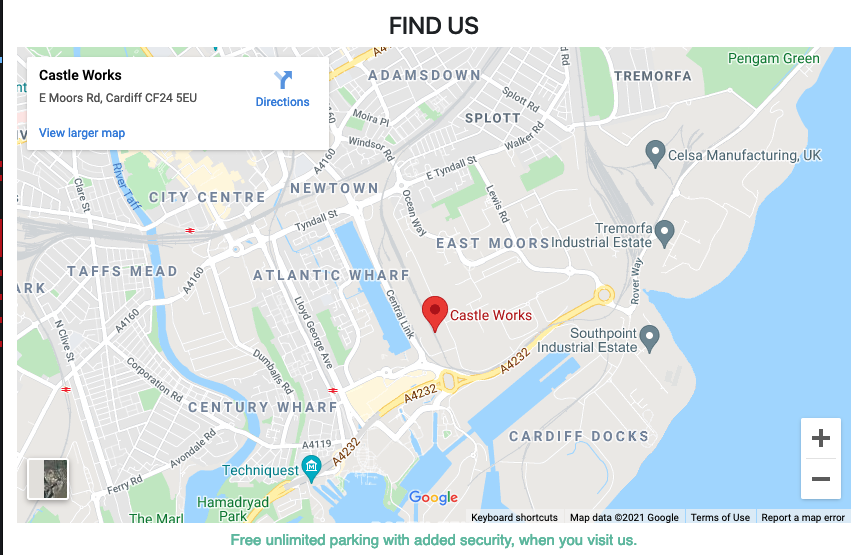 FIND US
Castle Works
E Moors Rd, Cardiff CF24 5EU
Directions
View larger map
Pengam Green
ADAMSDOWN
TREMORFA
Splott Rd
SPLOTT
Moira Pl
Windsor Rd
Walker Rd
A4160
E Tyndall St
Celsa Manufacturing, UK
River Taff
Clare St
CITY CENTRE
NEWTOWN
Ocean Way
Lewis Rd
Tyndall St
Tremorfa
Industrial Estate
EAST MOORS
TAFFS MEAD
A4160
ATLANTIC WHARF
ARK
Rover Way
Central Link
Lloyd George Ave
Castle Works
A4160
N Clive St
Southpoint
Industrial Estate
Dumballs Rd
Corporation Rd
A4232
A4232
CENTURY WHARF
CARDIFF DOCKS
A4119
A4232
Avondale Rd
Techniquest
Ferry Rd
Hamadryad
Park
The Marl
Google
Keyboard shortcuts
Map data ©2021 Google
Terms of Use
Report a map error
Free unlimited parking with added security, when you visit us.